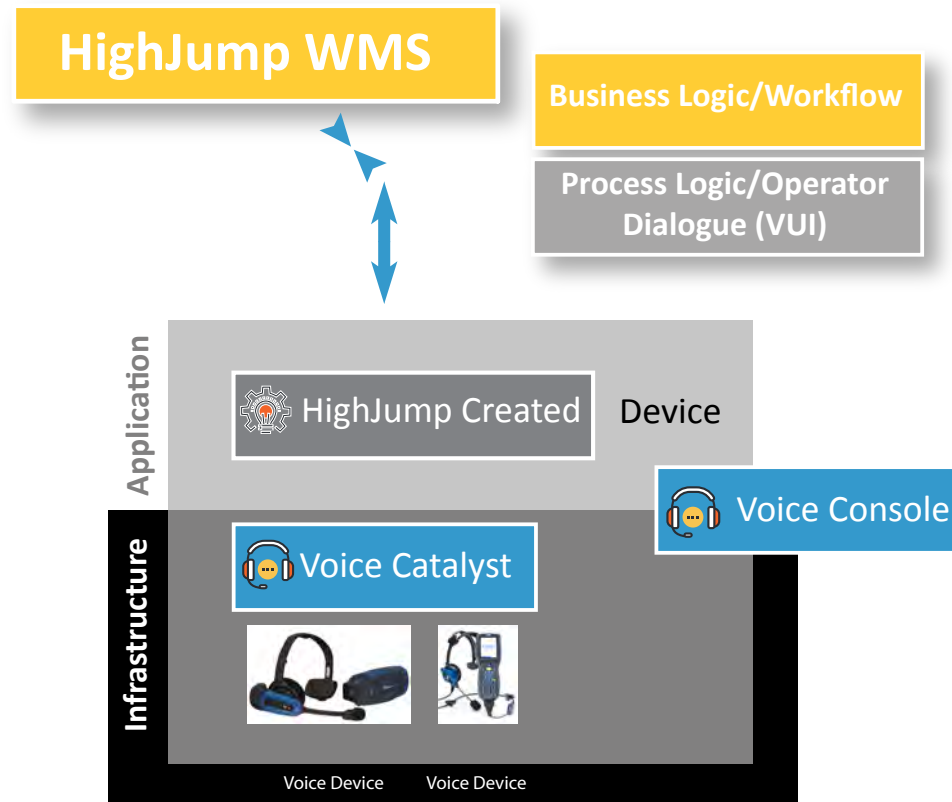 HighJump WMS
Business Logic/Workflow
Process Logic/Operator
Dialogue (VUI)
Application
HighJump Created
Device
Voice Console
Infrastructure
Voice Catalyst
Voice Device
Voice Device